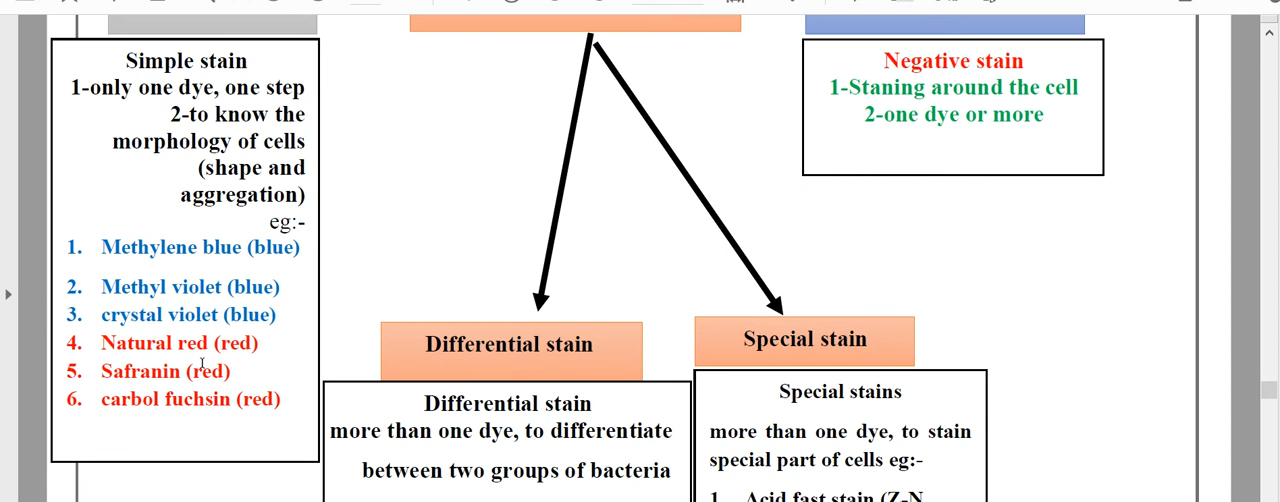 Simple stain
1-only one dye, one step
2-to know the
morphology of cells
(shape and
aggregation)
eg:-
1. Methylene blue (blue)
2. Methyl violet (blue)
3. crystal violet (blue)
4. Natural red (red)
5. Safranin (red)
6. carbol fuchsin (red)
Negative stain
1-Staning around the cell
2-one dye or more
Differential stain
Differential stain
more than one dye, to differentiate
between two groups of bacteria
Special stain
Special stains
more than one dye, to stain
special part of cells eg:-
1. Acid fast stain (Z-N